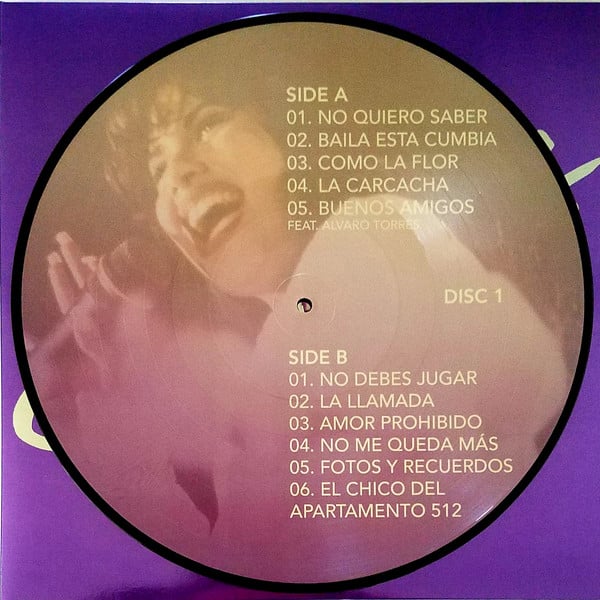 SIDE A
01. NO QUIERO SABER
02. BAILA ESTA CUMBIA
03. COMO LA FLOR
04. LA CARCACHA
05. BUENOS AMIGOS
FEAT. ALVARO TORRES
DISC 1
SIDE B
01. NO DEBES JUGAR
02. LA LLAMADA
03. AMOR PROHIBIDO
04. NO ME QUEDA MÁS
05. FOTOS Y RECUERDOS
06. EL CHICO DEL
APARTAMENTO 512